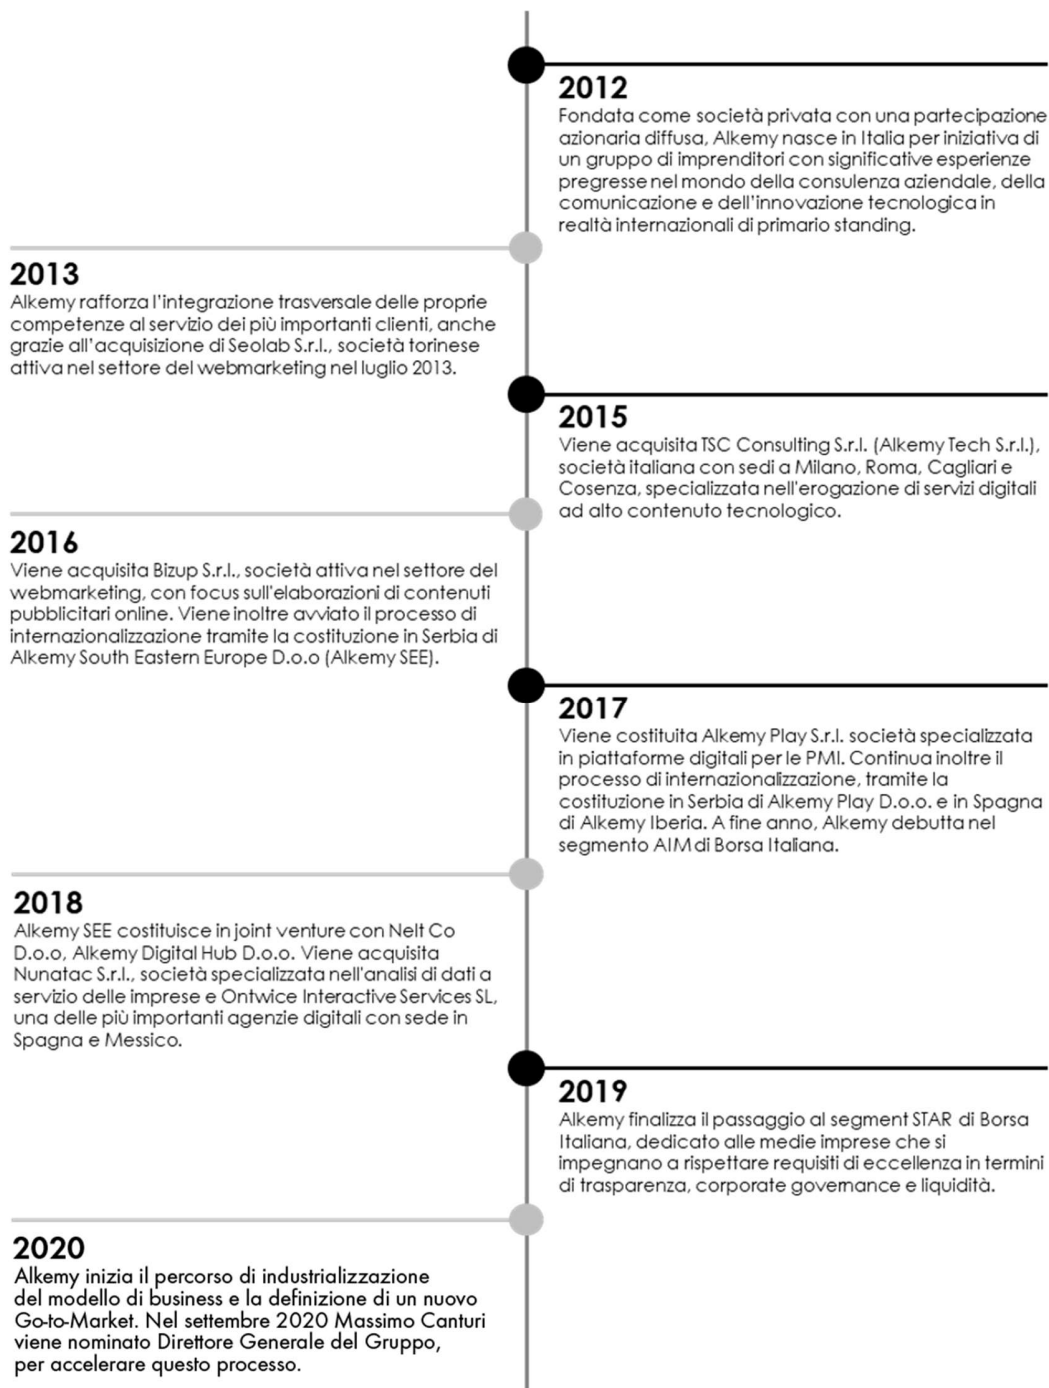 2012
Fondata come società privata con una partecipazione
azionaria diffusa, Alkemy nasce in Italia per iniziativa di
un gruppo di imprenditori con significative esperienze
pregresse nel mondo della consulenza aziendale, della
comunicazione e dell'innovazione tecnologica in
realtà internazionali di primario standing.
2013
Alkemy rafforza l'integrazione trasversale delle proprie
competenze al servizio dei più importanti clienti, anche
grazie all'acquisizione di Seolab S.r.l., società torinese
attiva nel settore del webmarketing nel luglio 2013.
2015
Viene acquisita TSC Consulting S.r.l. (Alkemy Tech S.r.l.),
società italiana con sedi a Milano, Roma, Cagliari e
Cosenza, specializzata nell'erogazione di servizi digitali
ad alto contenuto tecnologico.
2016
Viene acquisita Bizup S.r.l., società attiva nel settore del
webmarketing, con focus sull'elaborazioni di contenuti
pubblicitari online. Viene inoltre avviato il processo di
internazionalizzazione tramite la costituzione in Serbia di
Alkemy South Eastern Europe D.o.o (Alkemy SEE).
2017
Viene costituita Alkemy Play S.r.l. società specializzata
in piattaforme digitali per le PMI. Continua inoltre il
processo di internazionalizzazione, tramite la
costituzione in Serbia di Alkemy Play D.o.o. e in Spagna
di Alkemy Iberia. A fine anno, Alkemy debutta nel
segmento AIM di Borsa Italiana.
2018
Alkemy SEE costituisce in joint venture con Nelt Co
D.o.o, Alkemy Digital Hub D.o.o. Viene acquisita
Nunatac S.r.l., società specializzata nell'analisi di dati a
servizio delle imprese e Ontwice Interactive Services SL,
una delle più importanti agenzie digitali con sede in
Spagna e Messico.
2019
Alkemy finalizza il passaggio al segment STAR di Borsa
Italiana, dedicato alle medie imprese che si
impegnano a rispettare requisiti di eccellenza in termini
di trasparenza, corporate governance e liquidità.
2020
Alkemy inizia il percorso di industrializzazione
del modello di business e la definizione di un nuovo
Go-to-Market. Nel settembre 2020 Massimo Canturi
viene nominato Direttore Generale del Gruppo,
per accelerare questo processo.